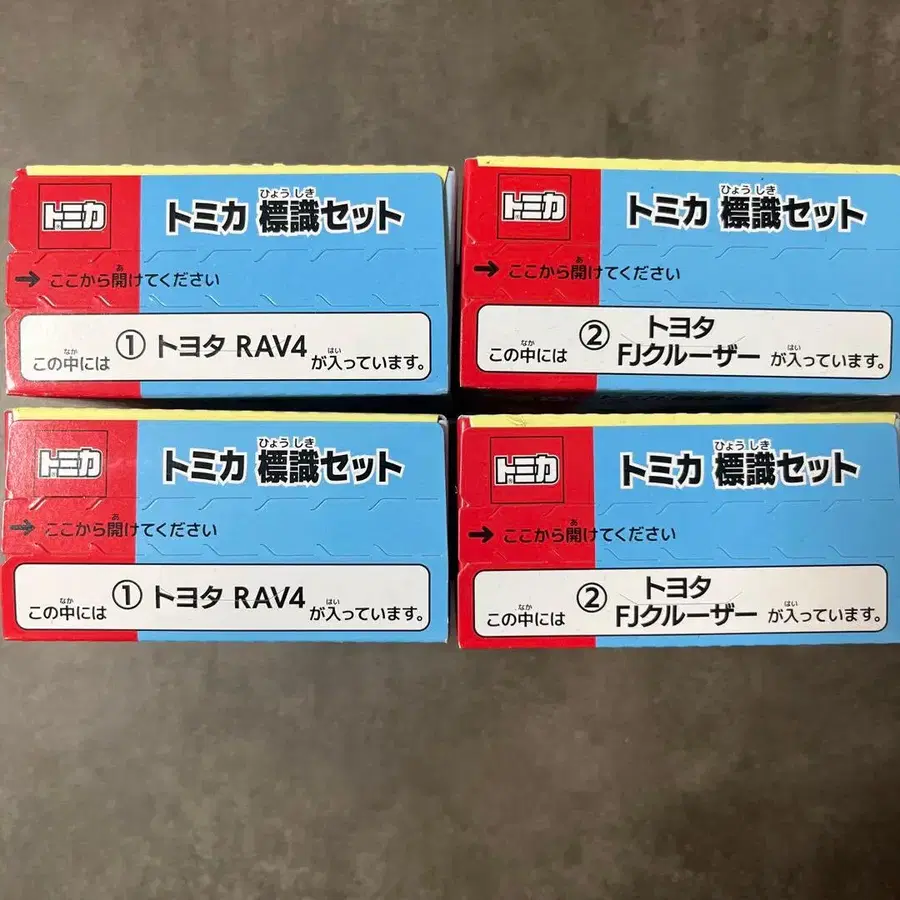 トミカ
ひょうしき
トミカ 標識セット
あ
→ ここから開けてください
① トヨタ RAV4
なか はい
この中には が入っています。
トミカ
ひょうしき
トミカ 標識セット
あ
→ ここから開けてください
② トヨタ
FJクルーザー
なか はい
この中には が入っています。
トミカ
ひょうしき
トミカ 標識セット
あ
→ ここから開けてください
① トヨタ RAV4
なか はい
この中には が入っています。
トミカ
ひょうしき
トミカ 標識セット
あ
→ ここから開けてください
② トヨタ
FJクルーザー
なか はい
この中には が入っています。